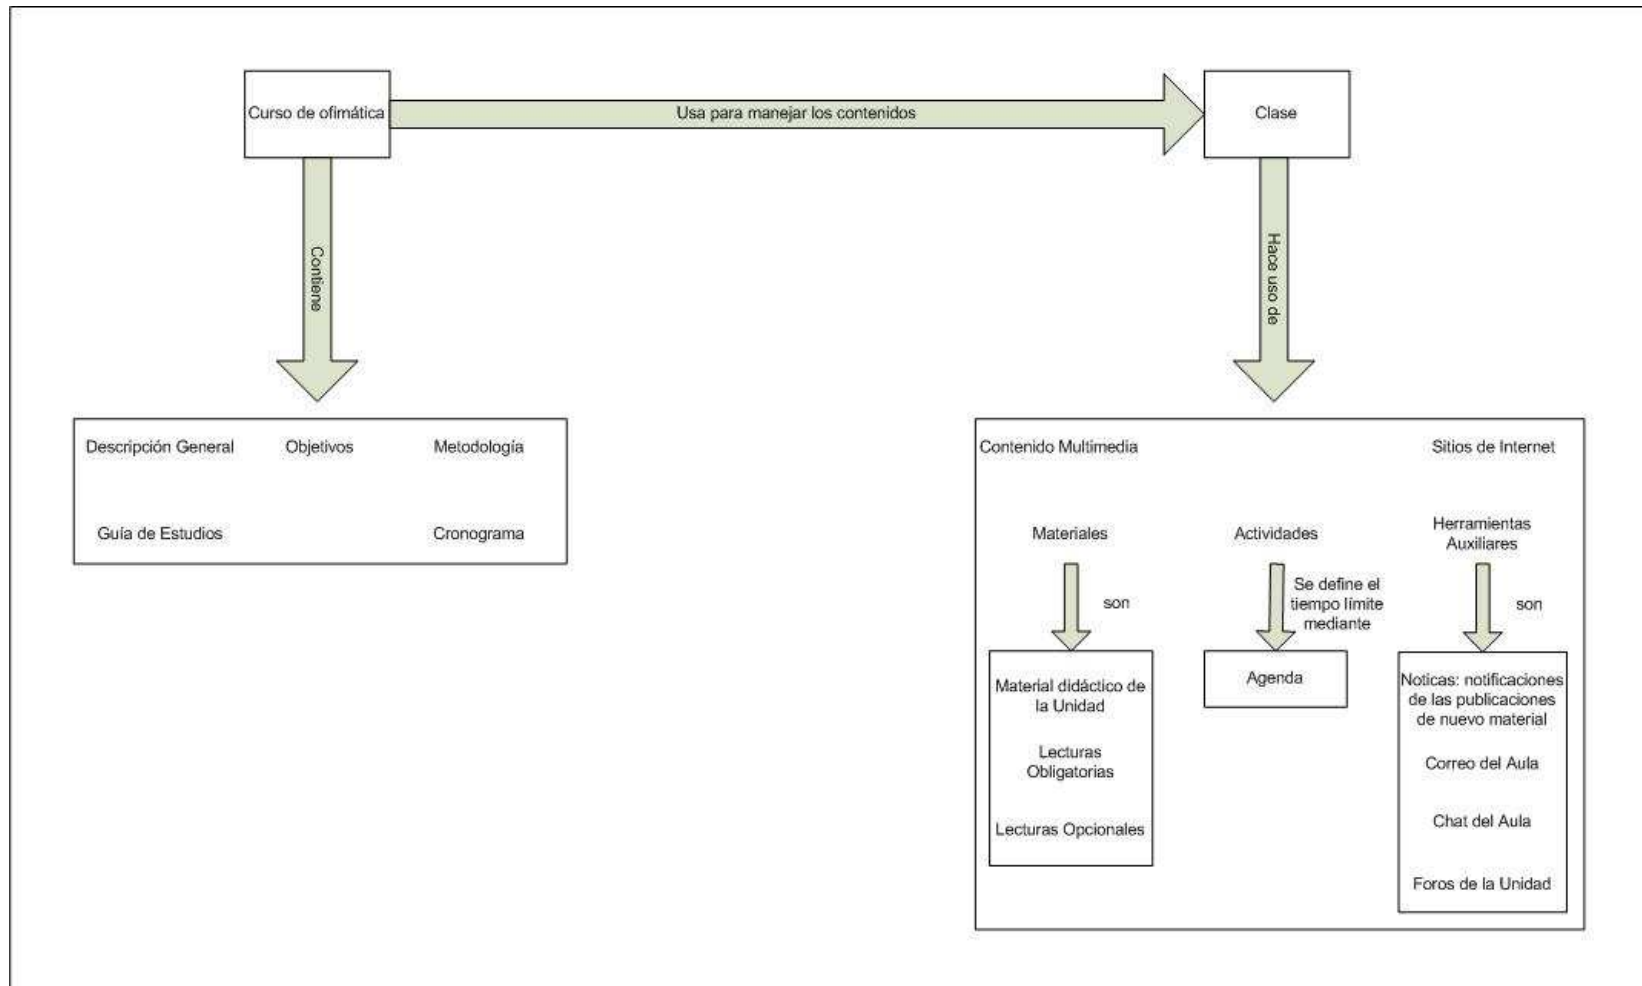 Curso de ofimática
Usa para manejar los contenidos
Clase
Contiene
Hace uso de
Descripción General
Objetivos
Metodología
Guía de Estudios
Cronograma
Contenido Multimedia
Sitios de Internet
Materiales
Actividades
Herramientas
Auxiliares
son
Se define el
tiempo límite
mediante
son
Material didáctico de
la Unidad
Lecturas
Obligatorias
Lecturas Opcionales
Agenda
Noticas: notificaciones
de las publicaciones
de nuevo material
Correo del Aula
Chat del Aula
Foros de la Unidad